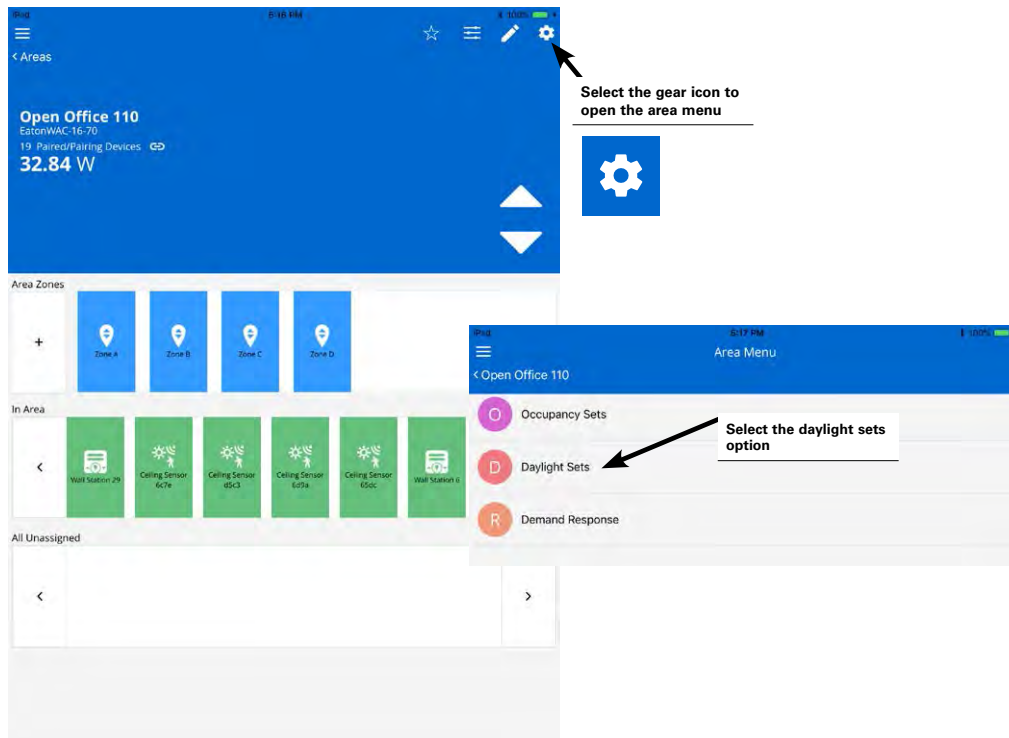 iPad
5:16 PM
100%
< Areas
Select the gear icon to
open the area menu
Open Office 110
EatonWAC-16-70
19 Paired/Pairing Devices
32.84 W
Area Zones
+
Zone A
Zone B
Zone C
Zone D
iPad
5:17 PM
100%
Area Menu
< Open Office 110
In Area
O Occupancy Sets
Select the daylight sets
option
D Daylight Sets
R Demand Response
<
Wall Station 29
Ceiling Sensor
6c7e
Ceiling Sensor
d5c3
Ceiling Sensor
Ceiling Sensor
65dc
Wall Station
All Unassigned
<
>